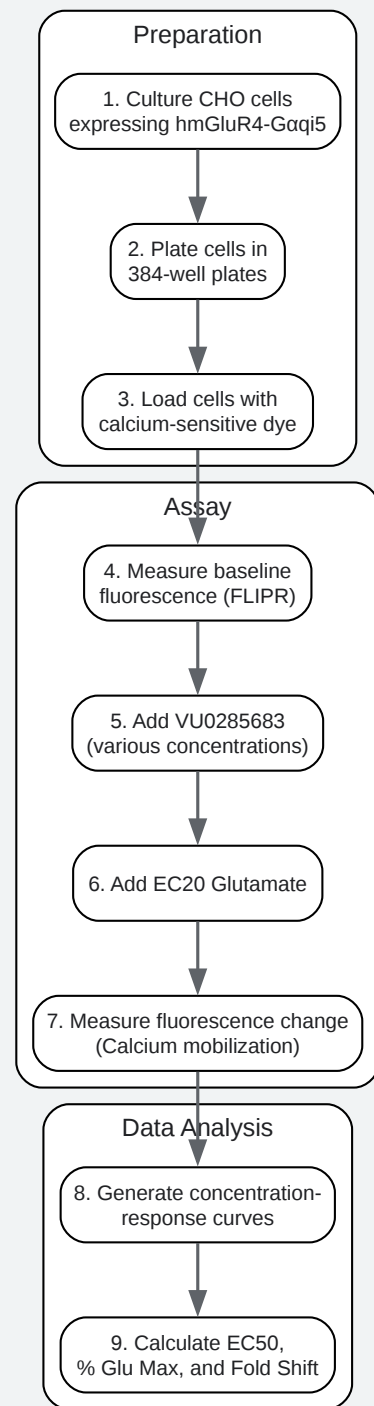 Preparation
1. Culture CHO cells
expressing hmGluR4-Gαqi5
2. Plate cells in
384-well plates
3. Load cells with
calcium-sensitive dye
Assay
4. Measure baseline
fluorescence (FLIPR)
5. Add VU0285683
(various concentrations)
6. Add EC20 Glutamate
7. Measure fluorescence change
(Calcium mobilization)
Data Analysis
8. Generate concentration-
response curves
9. Calculate EC50,
% Glu Max, and Fold Shift